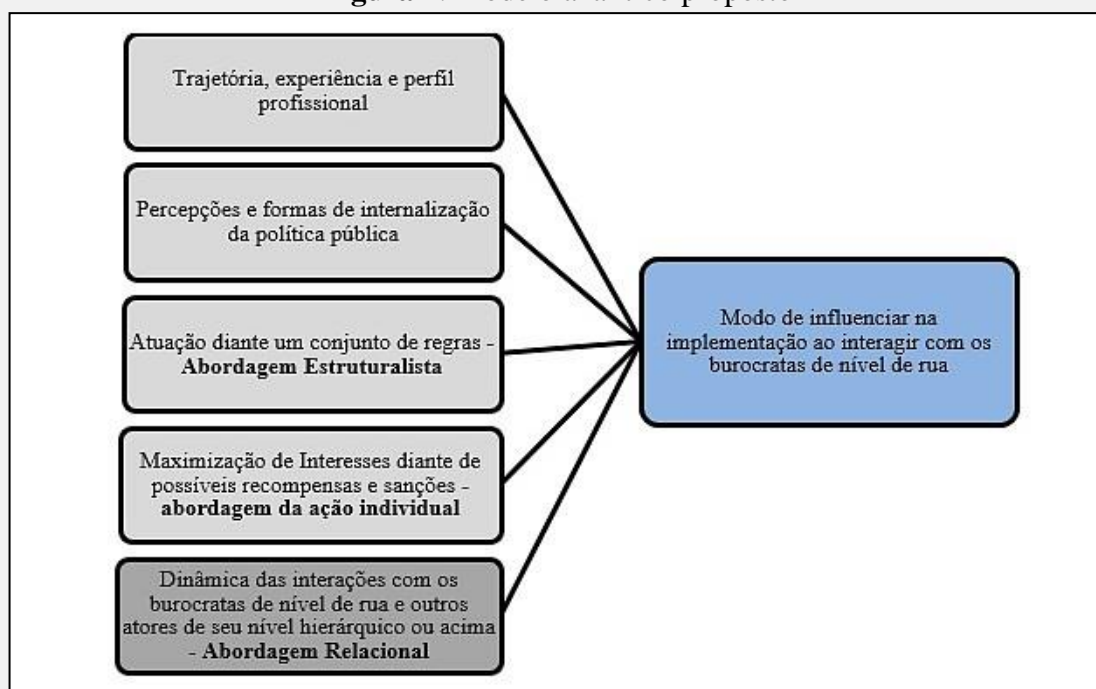 Trajetória, experiência e perfil
profissional
Percepções e formas de internalização
da política pública
Atuação diante um conjunto de regras -
Abordagem Estruturalista
Maximização de Interesses diante de
possíveis recompensas e sanções -
abordagem da ação individual
Dinâmica das interações com os
burocratas de nível de rua e outros
atores de seu nível hierárquico ou acima
- Abordagem Relacional
Modo de influenciar na
implementação ao interagir com os
burocratas de nível de rua